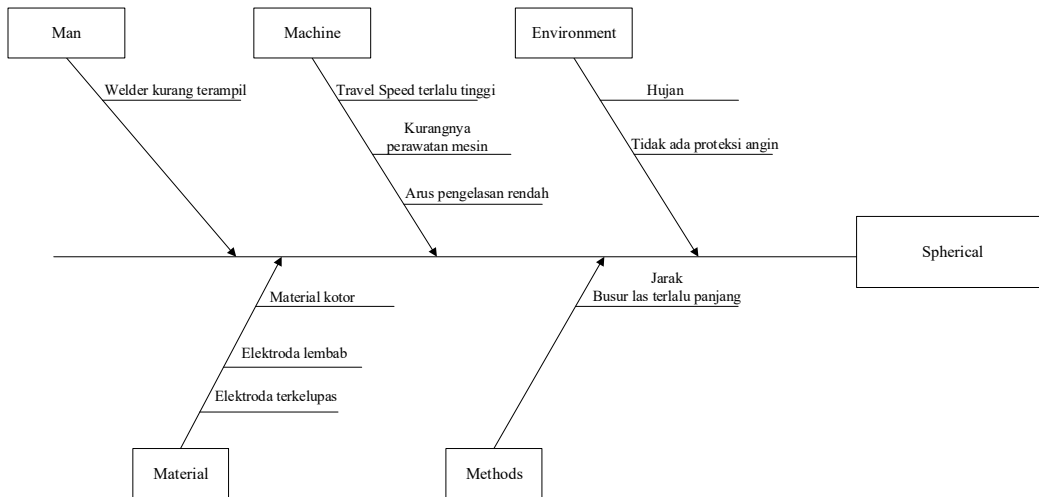 Man
Machine
Environment
Welder kurang terampil
Travel Speed terlalu tinggi
Kurangnya
perawatan mesin
Arus pengelasan rendah
Hujan
Tidak ada proteksi angin
Spherical
Material kotor
Elektroda lembab
Elektroda terkelupas
Jarak
Busur las terlalu panjang
Material
Methods